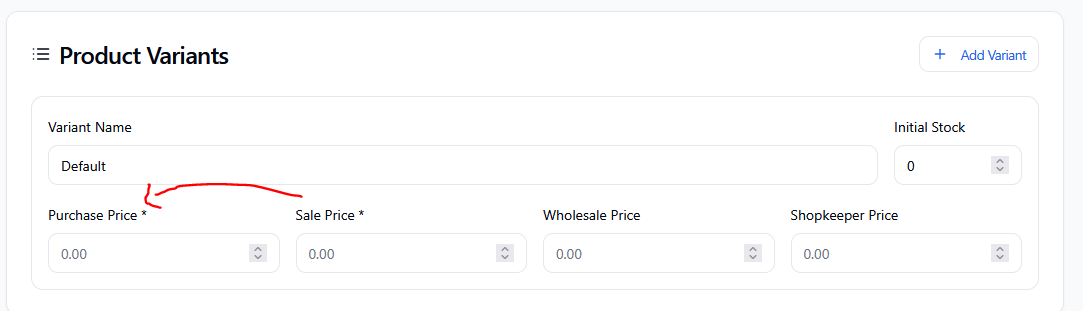 Product Variants
+ Add Variant
Variant Name
Initial Stock
Default
0
Purchase Price *
Sale Price *
Wholesale Price
Shopkeeper Price
0.00
0.00
0.00
0.00